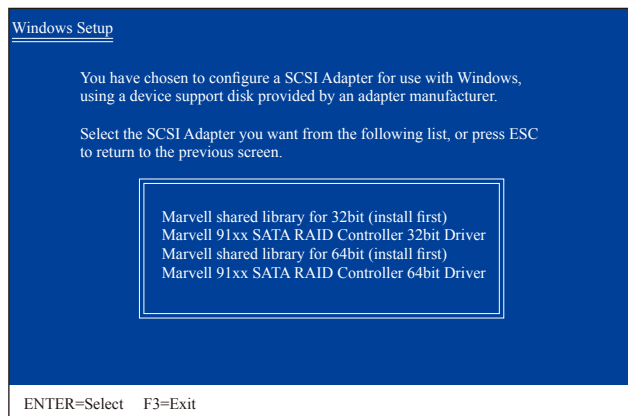 Windows Setup
You have chosen to configure a SCSI Adapter for use with Windows,
using a device support disk provided by an adapter manufacturer.
Select the SCSI Adapter you want from the following list, or press ESC
to return to the previous screen.
Marvell shared library for 32bit (install first)
Marvell 91xx SATA RAID Controller 32bit Driver
Marvell shared library for 64bit (install first)
Marvell 91xx SATA RAID Controller 64bit Driver
ENTER=Select F3=Exit